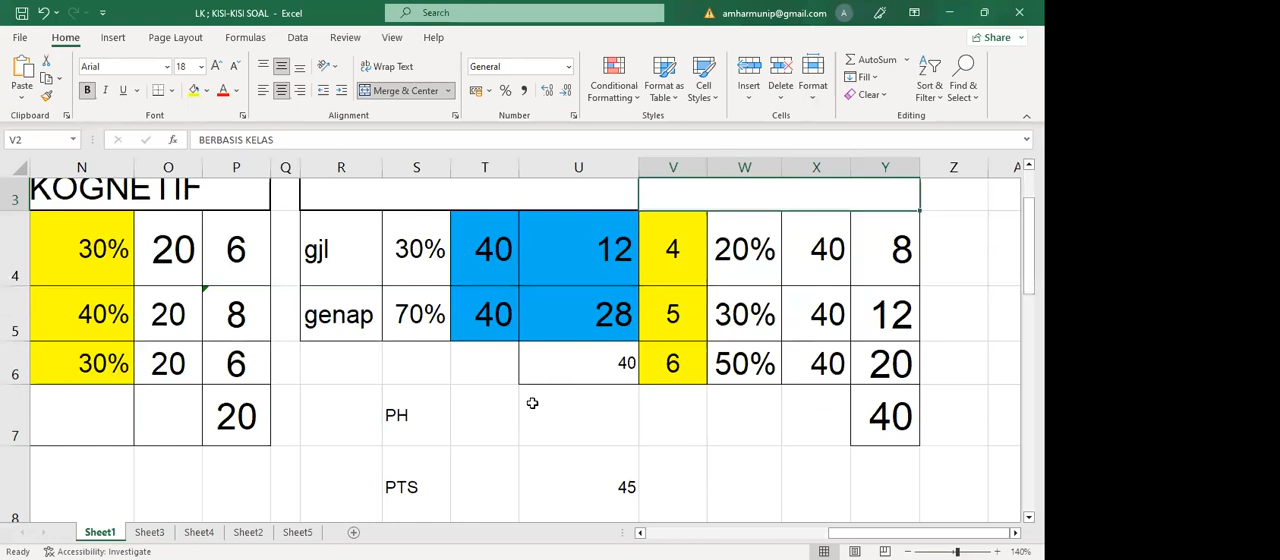 LK ; KISI-KISI SOAL - Excel
Search
amharmunip@gmail.com
A
File Home Insert Page Layout Formulas Data Review View Help
Share
Paste
Arial 18
B I U
Wrap Text
Merge & Center
General
Conditional Formatting
Format as Table
Cell Styles
Insert
Delete
Format
AutoSum
Fill
Clear
Sort & Filter
Find & Select
Clipboard Font Alignment Number Styles Cells Editing
V2 fx BERBASIS KELAS
N O P Q R S T U V W X Y Z
3 KOGNETIF
4 30% 20 6 gjl 30% 40 12 4 20% 40 8
5 40% 20 8 genap 70% 40 28 5 30% 40 12
6 30% 20 6 40 6 50% 40 20
7 20 PH 40
8 PTS 45
Sheet1 Sheet3 Sheet4 Sheet2 Sheet5
Ready Accessibility: Investigate 140%